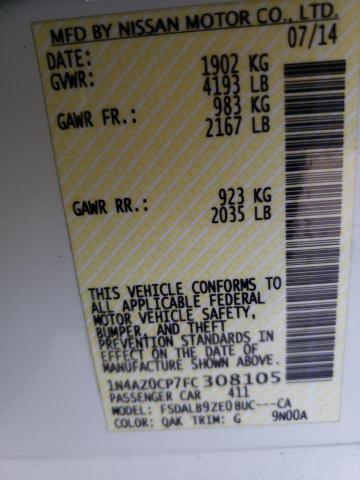 MFD BY NISSAN MOTOR CO., LTD.
DATE: 07/14
GVWR: 1902 KG
4193 LB
GAWR FR.: 983 KG
2167 LB
GAWR RR.: 923 KG
2035 LB
THIS VEHICLE CONFORMS TO
ALL APPLICABLE FEDERAL
MOTOR VEHICLE SAFETY,
BUMPER, AND THEFT
PREVENTION STANDARDS IN
EFFECT ON THE DATE OF
MANUFACTURE SHOWN ABOVE.
1N4AZ0CP7FC 308105
PASSENGER CAR 411
MODEL: FSDALB9ZE0BUC---CA
COLOR: QAK TRIM: G 9N00A